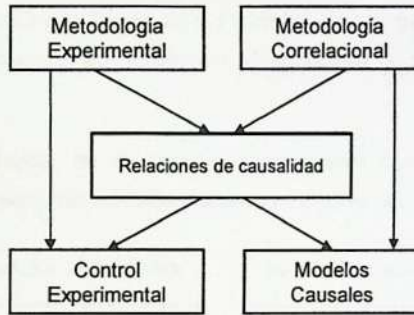 Metodología
Experimental
Metodología
Correlacional
Relaciones de causalidad
Control
Experimental
Modelos
Causales